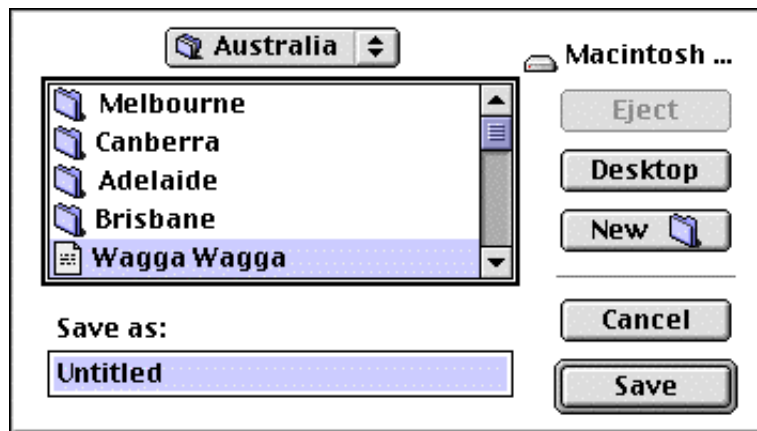 Australia
Macintosh ...
Melbourne
Canberra
Adelaide
Brisbane
Wagga Wagga
Eject
Desktop
New
Save as:
Untitled
Cancel
Save